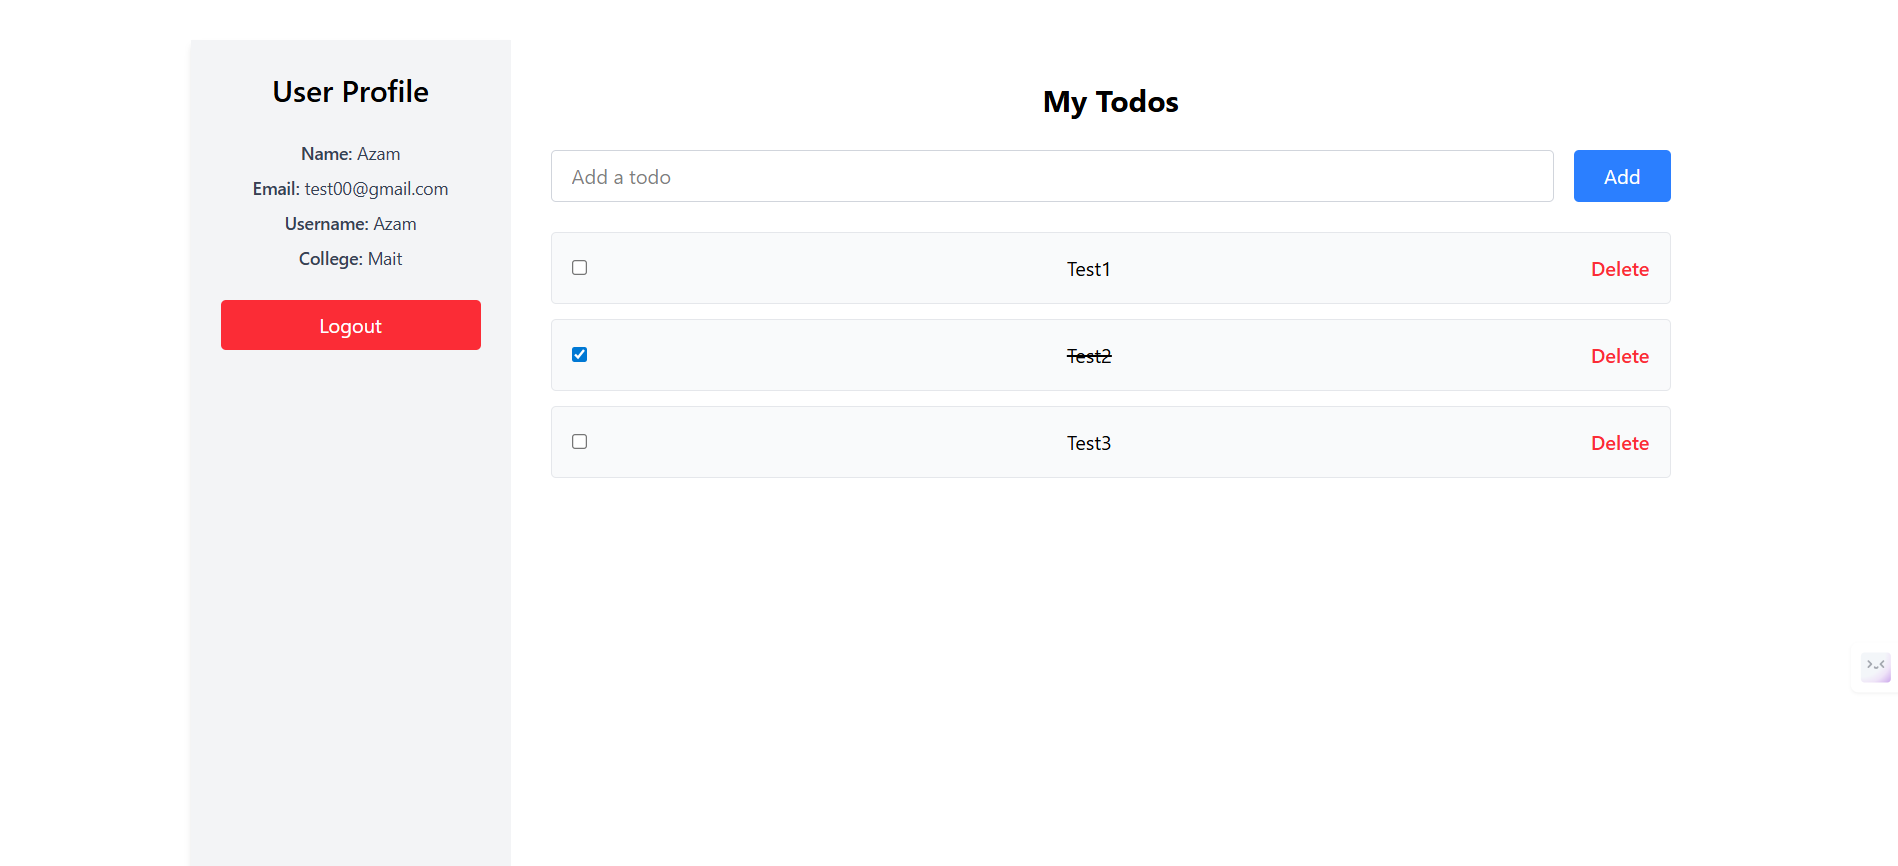 User Profile
Name: Azam
Email: test00@gmail.com
Username: Azam
College: Mait
Logout
My Todos
Add a todo
Add
Test1
Delete
Test2
Delete
Test3
Delete